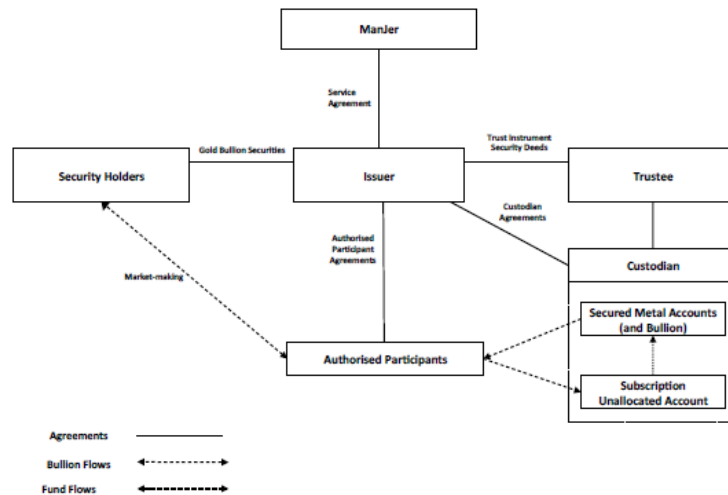 ManJer
Service
Agreement
Gold Bullion Securities
Trust Instrument
Security Deeds
Security Holders
Issuer
Trustee
Custodian
Agreements
Authorised
Participant
Agreements
Custodian
Market-making
Secured Metal Accounts
(and Bullion)
Authorised Participants
Subscription
Unallocated Account
Agreements
Bullion Flows
Fund Flows